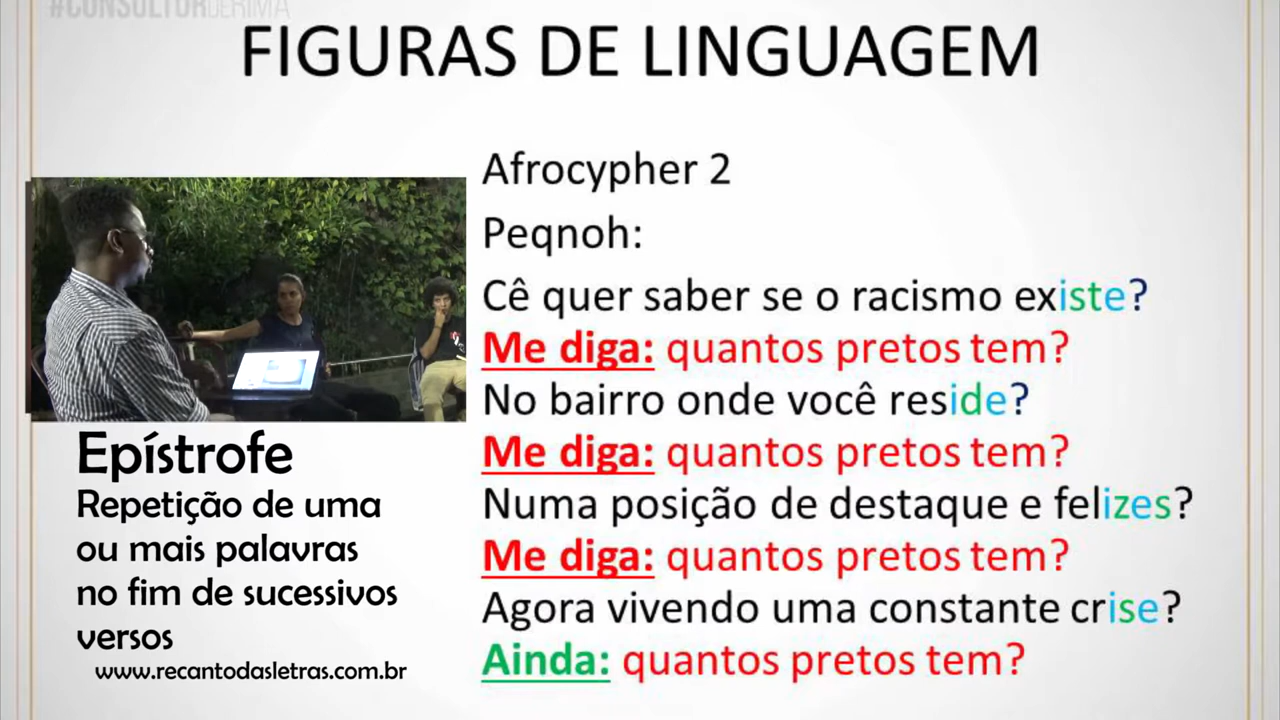 #CONSULTORDERIMA
FIGURAS DE LINGUAGEM
Afrocypher 2
Peqnoh:
Cê quer saber se o racismo existe?
Me diga: quantos pretos tem?
No bairro onde você reside?
Me diga: quantos pretos tem?
Numa posição de destaque e felizes?
Me diga: quantos pretos tem?
Agora vivendo uma constante crise?
Ainda: quantos pretos tem?
Epístrofe
Repetição de uma
ou mais palavras
no fim de sucessivos
versos
www.recantodasletras.com.br